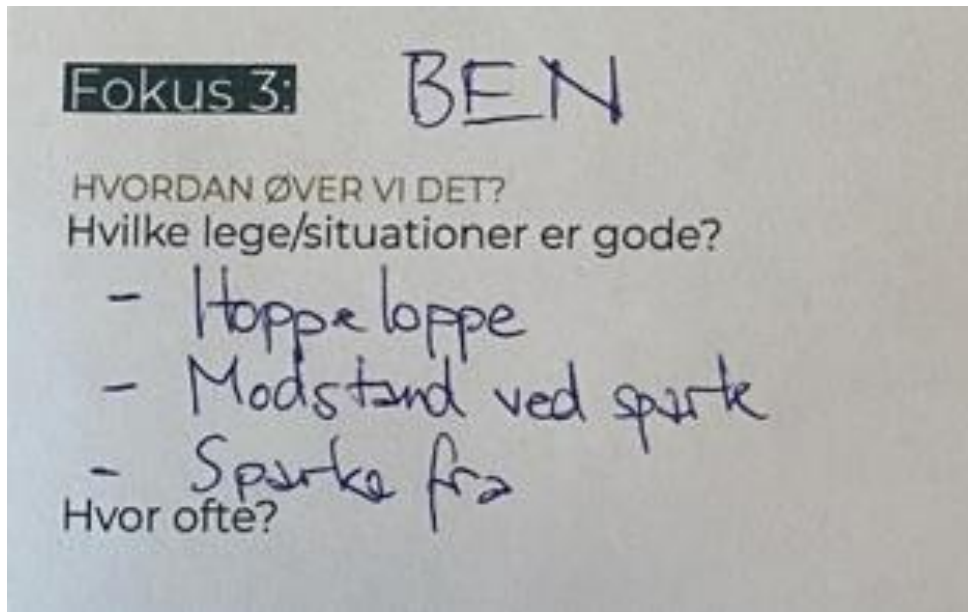 Fokus 3: BEN
HVORDAN ØVER VI DET?
Hvilke lege/situationer er gode?
- Hoppe loppe
- Modstand ved spark
- Sparke fra
Hvor ofte?